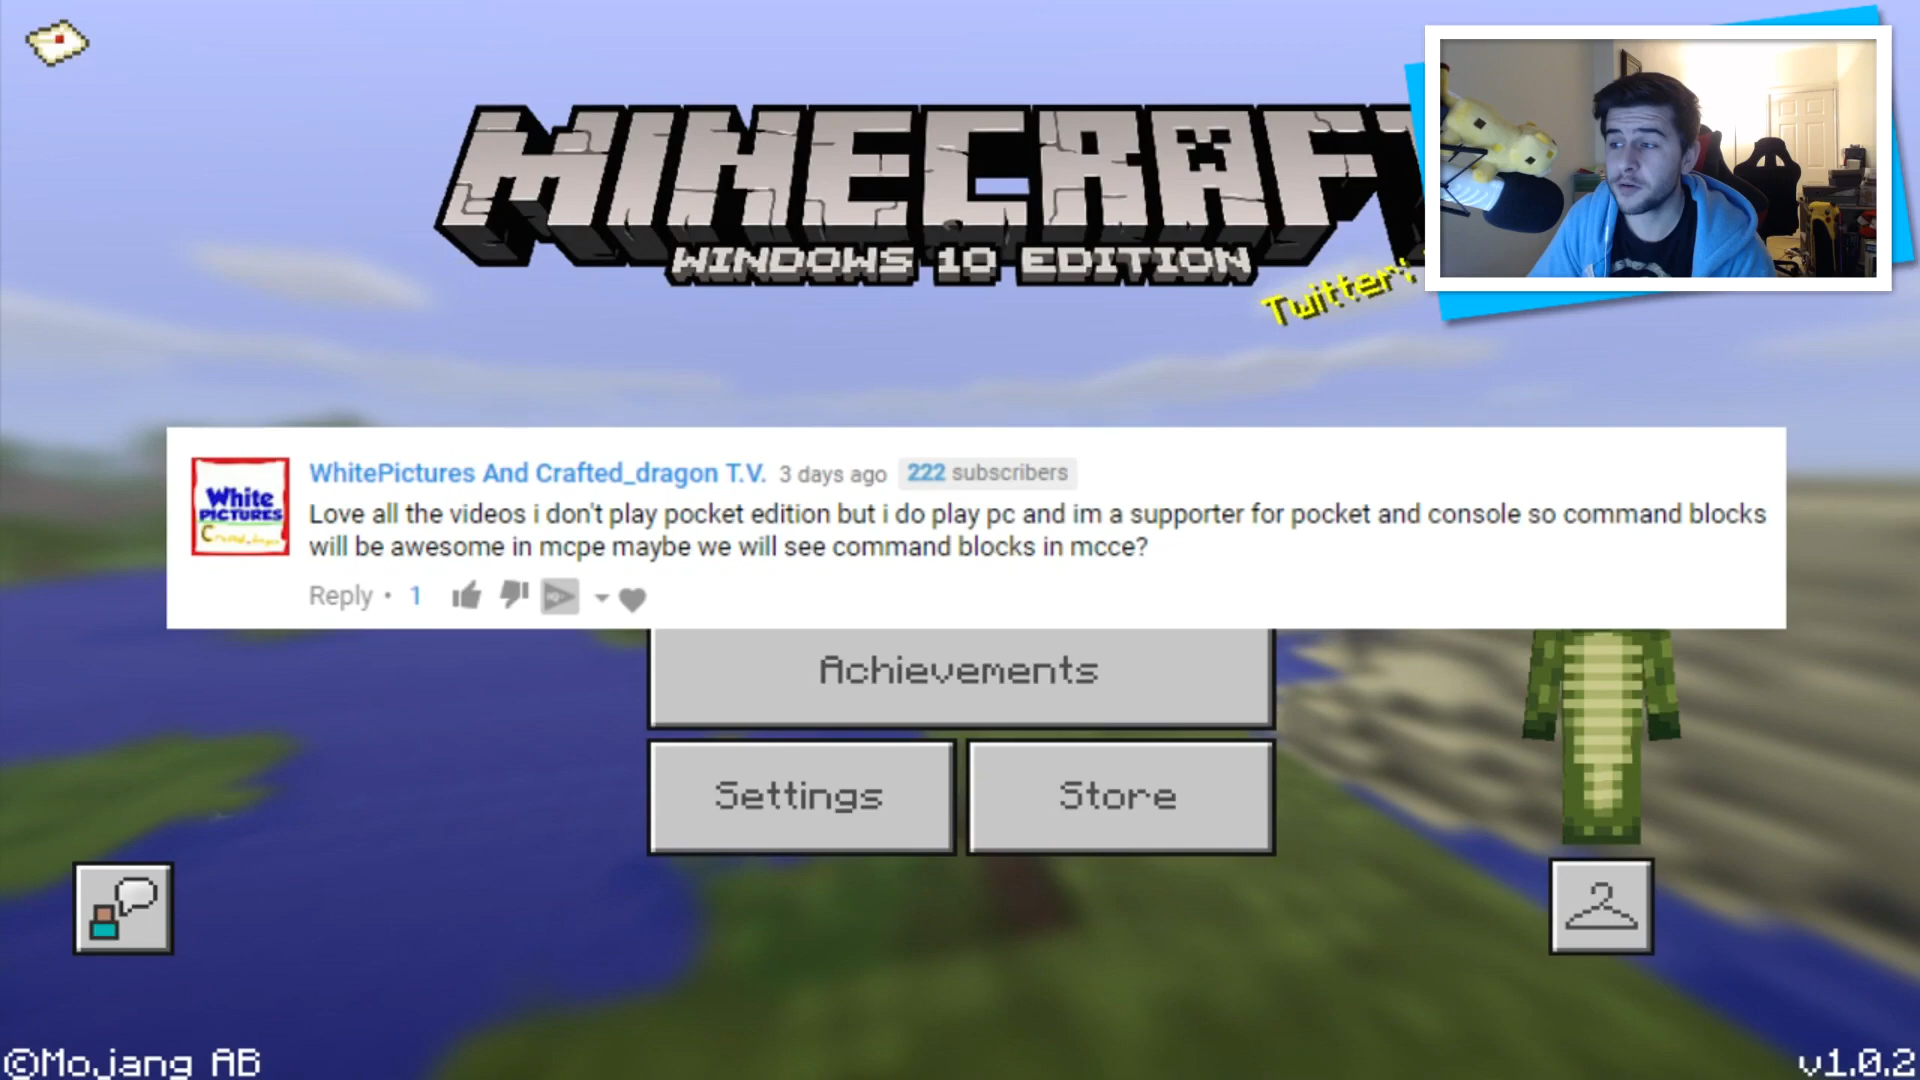 MINECRAFT
WINDOWS 10 EDITION
Twitter:
White
PICTURES
WhitePictures And Crafted_dragon T.V. 3 days ago 222 subscribers
Love all the videos i don't play pocket edition but i do play pc and im a supporter for pocket and console so command blocks
will be awesome in mcpe maybe we will see command blocks in mcce?
Reply • 1
Achievements
Settings Store
©Mojang AB
v1.0.2